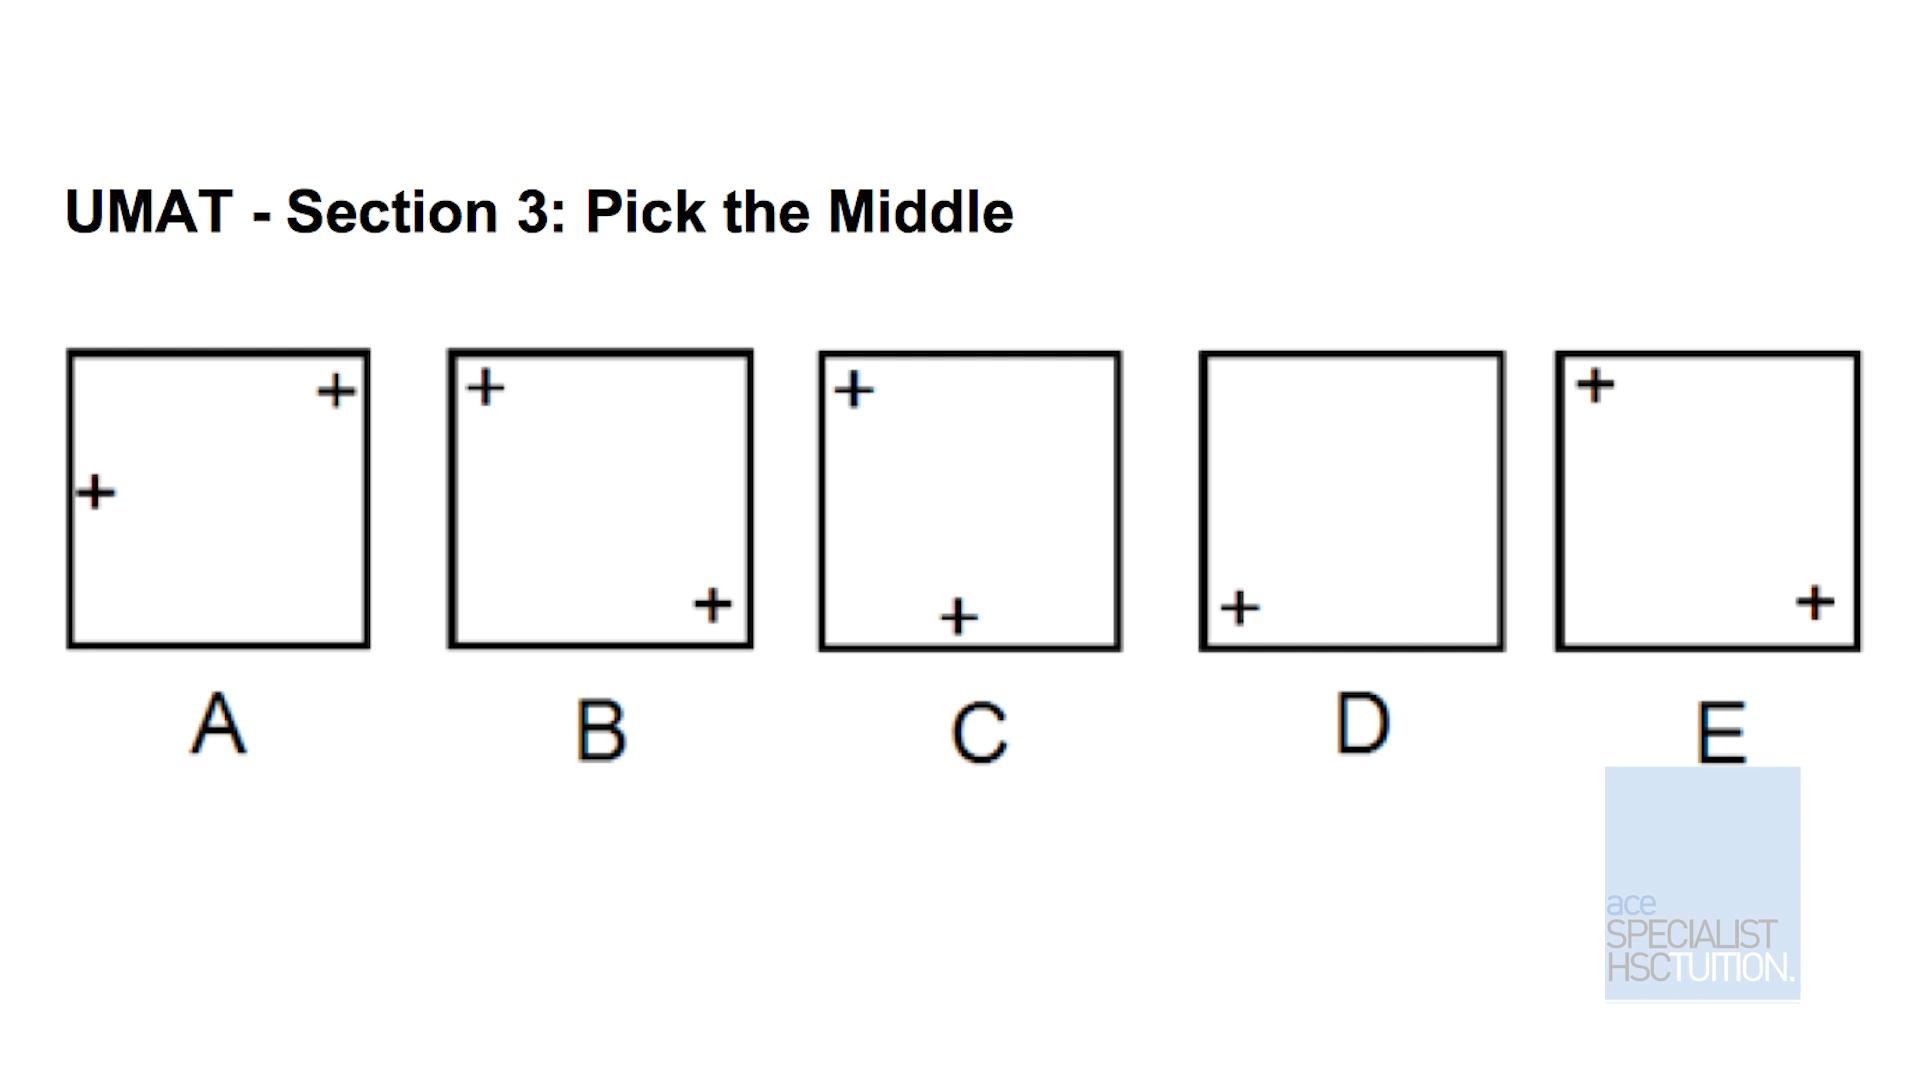 UMAT - Section 3: Pick the Middle
A B C D E
ace
SPECIALIST
HSCTUITION.